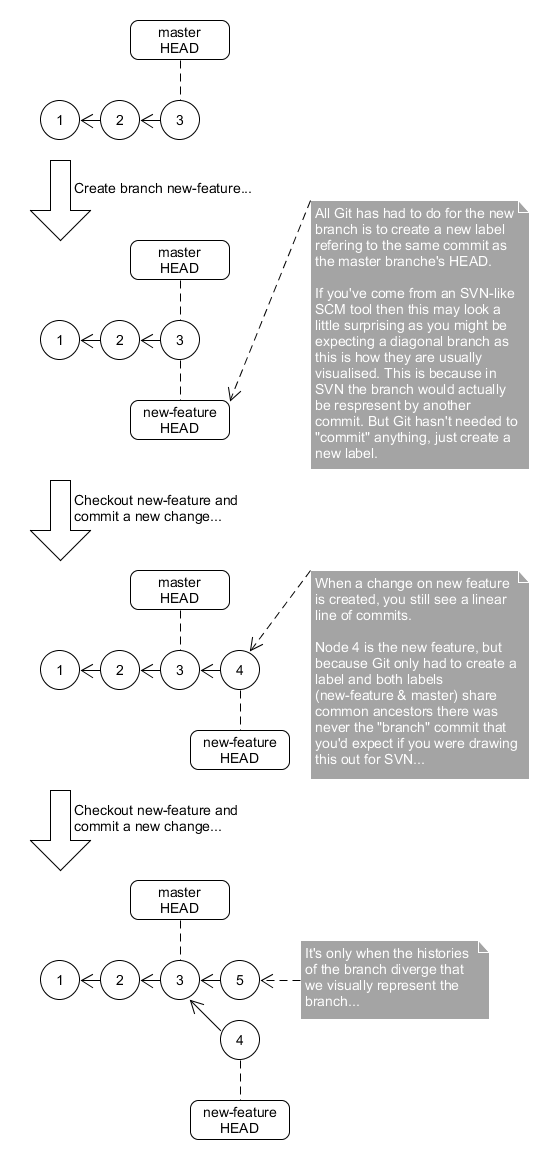 master
HEAD
1
2
3
Create branch new-feature...
master
HEAD
1
2
3
new-feature
HEAD
All Git has had to do for the new
branch is to create a new label
refering to the same commit as
the master branche's HEAD.
If you've come from an SVN-like
SCM tool then this may look a
little surprising as you might be
expecting a diagonal branch as
this is how they are usually
visualised. This is because in
SVN the branch would actually
be respresent by another
commit. But Git hasn't needed to
"commit" anything, just create a
new label.
Checkout new-feature and
commit a new change...
master
HEAD
1
2
3
4
new-feature
HEAD
When a change on new feature
is created, you still see a linear
line of commits.
Node 4 is the new feature, but
because Git only had to create a
label and both labels
(new-feature & master) share
common ancestors there was
never the "branch" commit that
you'd expect if you were drawing
this out for SVN...
Checkout new-feature and
commit a new change...
master
HEAD
1
2
3
5
4
new-feature
HEAD
It's only when the histories
of the branch diverge that
we visually represent the
branch...